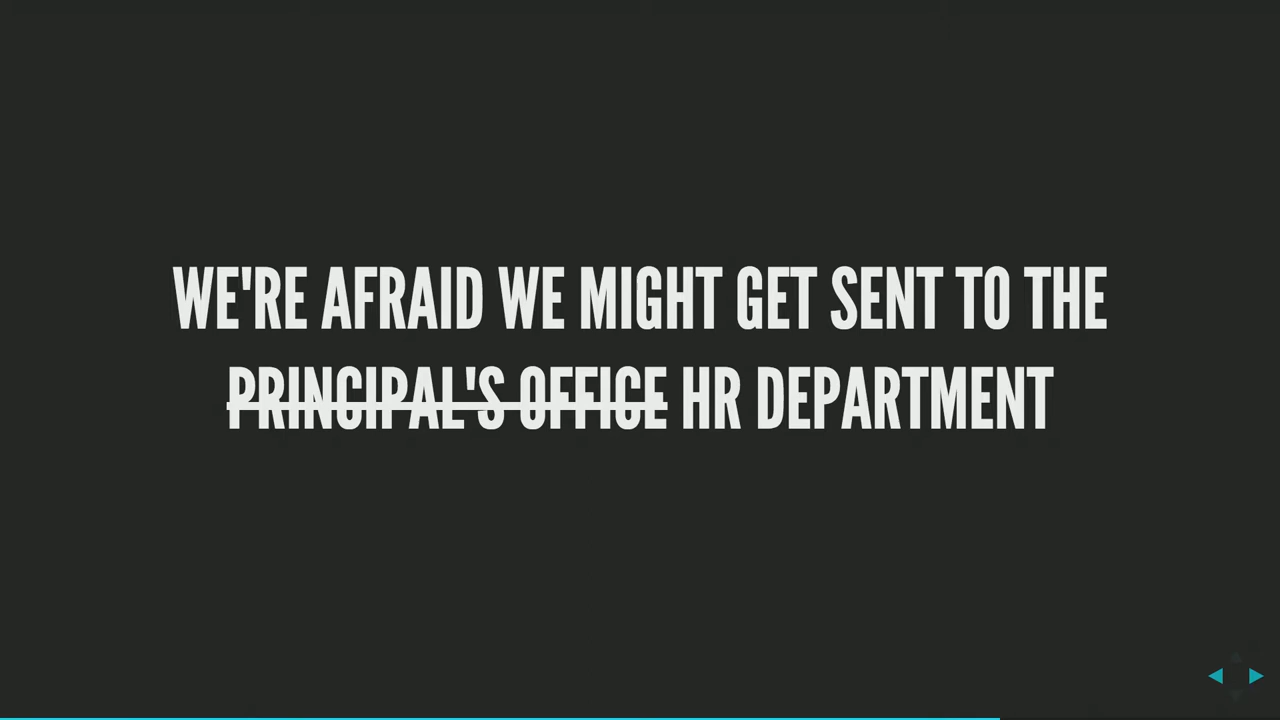 WE'RE AFRAID WE MIGHT GET SENT TO THE
PRINCIPAL'S OFFICE HR DEPARTMENT